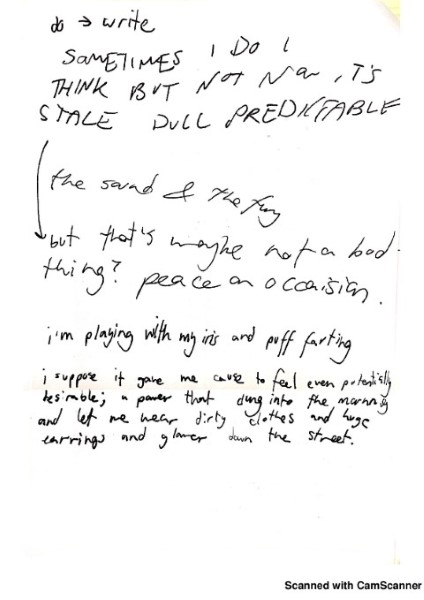 do → write
SOMETIMES I DO I
THINK BUT NOT NOW, IT'S
STALE DULL PREDICTABLE
the sound & the fury
but that's maybe not a bad
thing? peace on occaision.
i'm playing with my iris and puff farting
i suppose it gave me cause to feel even potentially
desirable; a power that clung into the morning
and let me wear dirty clothes and huge
earrings and glower down the street.
Scanned with CamScanner